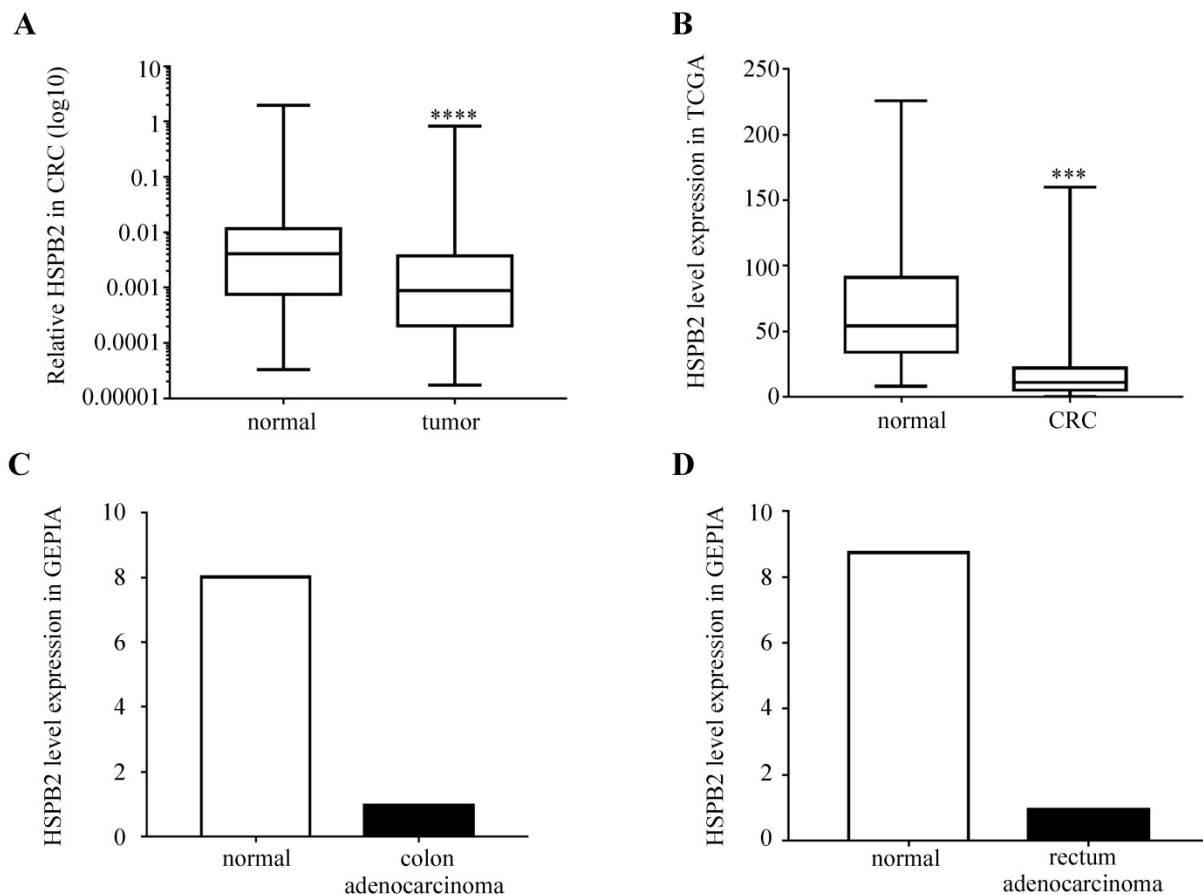 A
Relative HSPB2 in CRC (log10)
10
1
0.1
0.01
0.001
0.0001
0.00001
****
normal
tumor
B
HSPB2 level expression in TCGA
250
200
150
100
50
0
***
normal
CRC
C
HSPB2 level expression in GEPIA
10
8
6
4
2
0
normal
colon
adenocarcinoma
D
HSPB2 level expression in GEPIA
10
8
6
4
2
0
normal
rectum
adenocarcinoma